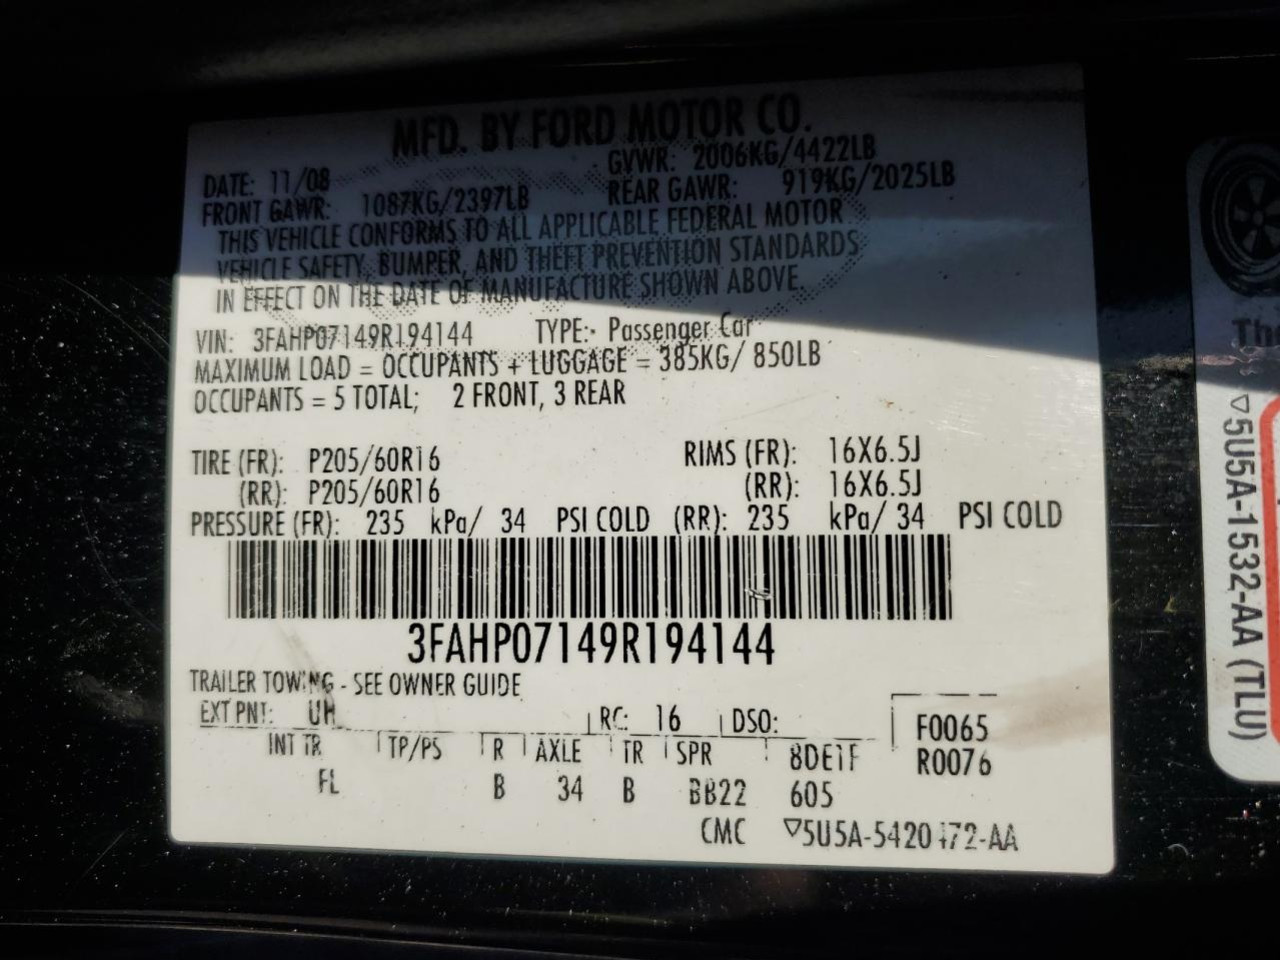 MFD. BY FORD MOTOR CO.
DATE: 11/08 GVWR: 2006KG/4422LB
FRONT GAWR: 1087KG/2397LB REAR GAWR: 919KG/2025LB
THIS VEHICLE CONFORMS TO ALL APPLICABLE FEDERAL MOTOR
VEHICLE SAFETY, BUMPER, AND THEFT PREVENTION STANDARDS
IN EFFECT ON THE DATE OF MANUFACTURE SHOWN ABOVE.
VIN: 3FAHP07149R194144 TYPE: Passenger Car
MAXIMUM LOAD = OCCUPANTS + LUGGAGE = 385KG/ 850LB
OCCUPANTS = 5 TOTAL; 2 FRONT, 3 REAR
TIRE (FR): P205/60R16 RIMS (FR): 16X6.5J
(RR): P205/60R16 (RR): 16X6.5J
PRESSURE (FR): 235 kPa/ 34 PSI COLD (RR): 235 kPa/ 34 PSI COLD
3FAHP07149R194144
TRAILER TOWING - SEE OWNER GUIDE
EXT PNT: UH RC: 16 DSO: F0065
INT TR TP/PS R AXLE TR SPR 8DE1F R0076
FL B 34 B BB22 605
CMC ▽5U5A-5420472-AA
▽5U5A-1532-AA (TLU)